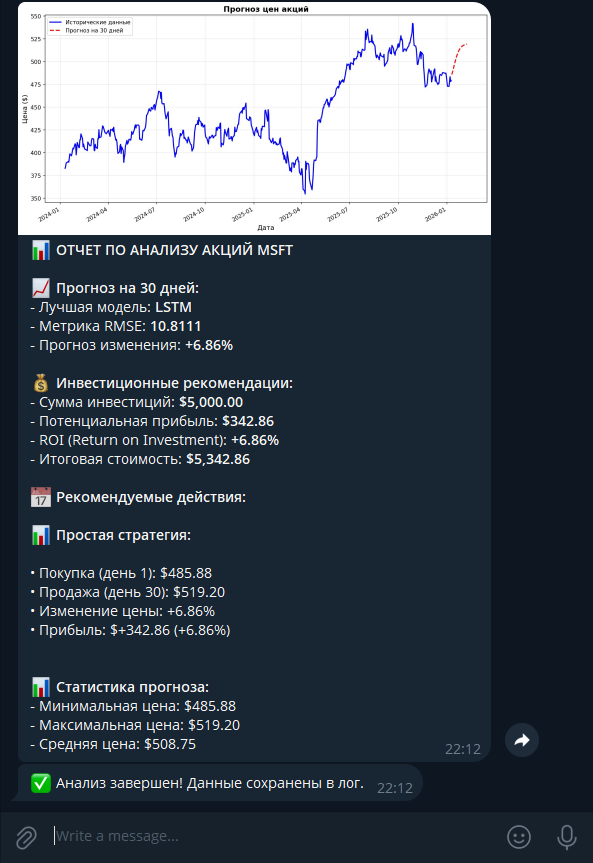 Прогноз цен акций
Исторические данные
Прогноз на 30 дней
Цена ($)
550
525
500
475
450
425
400
375
350
2024-01
2024-04
2024-07
2024-10
2025-01
2025-04
2025-07
2025-10
2026-01
Дата
📊 ОТЧЕТ ПО АНАЛИЗУ АКЦИЙ MSFT
📈 Прогноз на 30 дней:
- Лучшая модель: LSTM
- Метрика RMSE: 10.8111
- Прогноз изменения: +6.86%
💰 Инвестиционные рекомендации:
- Сумма инвестиций: $5,000.00
- Потенциальная прибыль: $342.86
- ROI (Return on Investment): +6.86%
- Итоговая стоимость: $5,342.86
📅 Рекомендуемые действия:
📊 Простая стратегия:
• Покупка (день 1): $485.88
• Продажа (день 30): $519.20
• Изменение цены: +6.86%
• Прибыль: $+342.86 (+6.86%)
📊 Статистика прогноза:
- Минимальная цена: $485.88
- Максимальная цена: $519.20
- Средняя цена: $508.75
22:12
✅ Анализ завершен! Данные сохранены в лог. 22:12
Write a message...